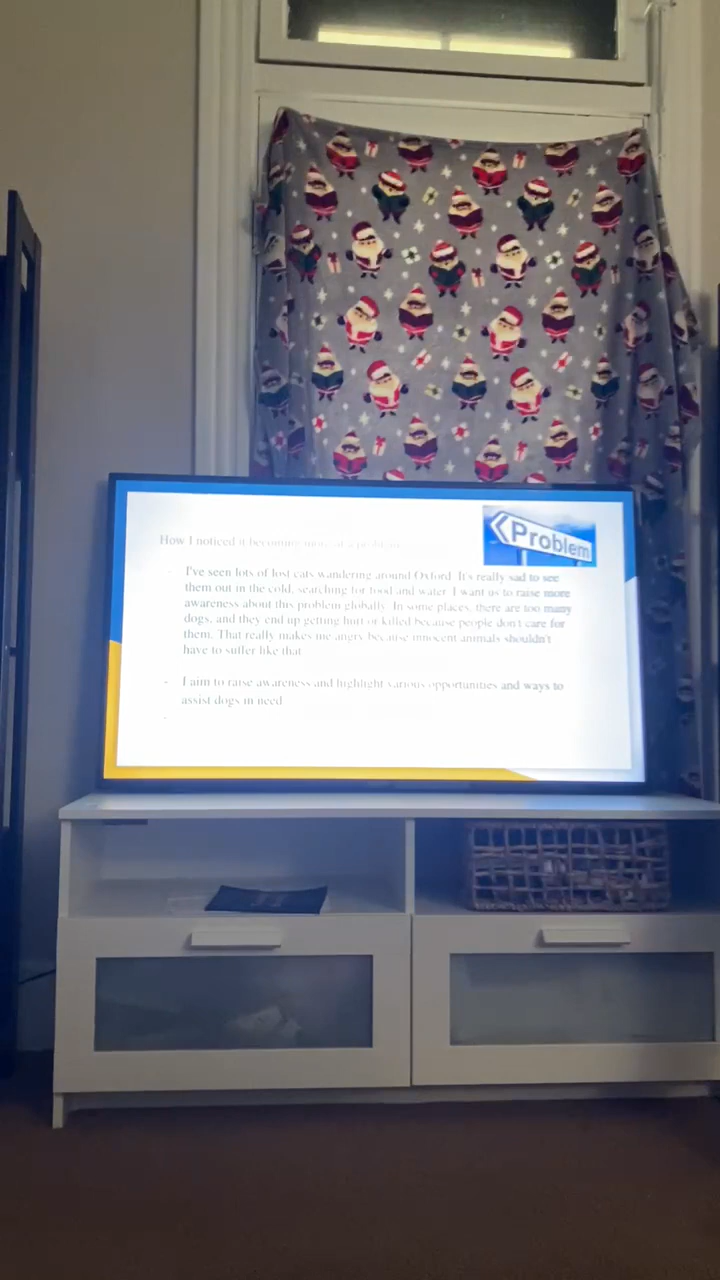 How I noticed it becoming more of a problem
Problem
- I've seen lots of lost cats wandering around Oxford. It's really sad to see
them out in the cold, searching for food and water. I want us to raise more
awareness about this problem globally. In some places, there are too many
dogs, and they end up getting hurt or killed because people don't care for
them. That really makes me angry because innocent animals shouldn't
have to suffer like that
- I aim to raise awareness and highlight various opportunities and ways to
assist dogs in need
-